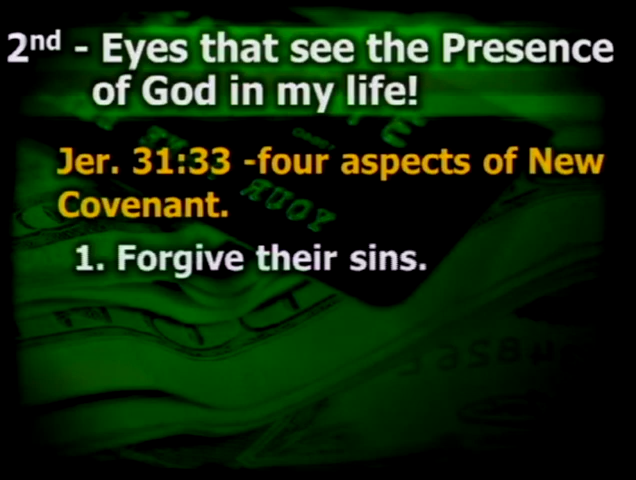 2nd - Eyes that see the Presence
of God in my life!
Jer. 31:33 -four aspects of New
Covenant.
1. Forgive their sins.